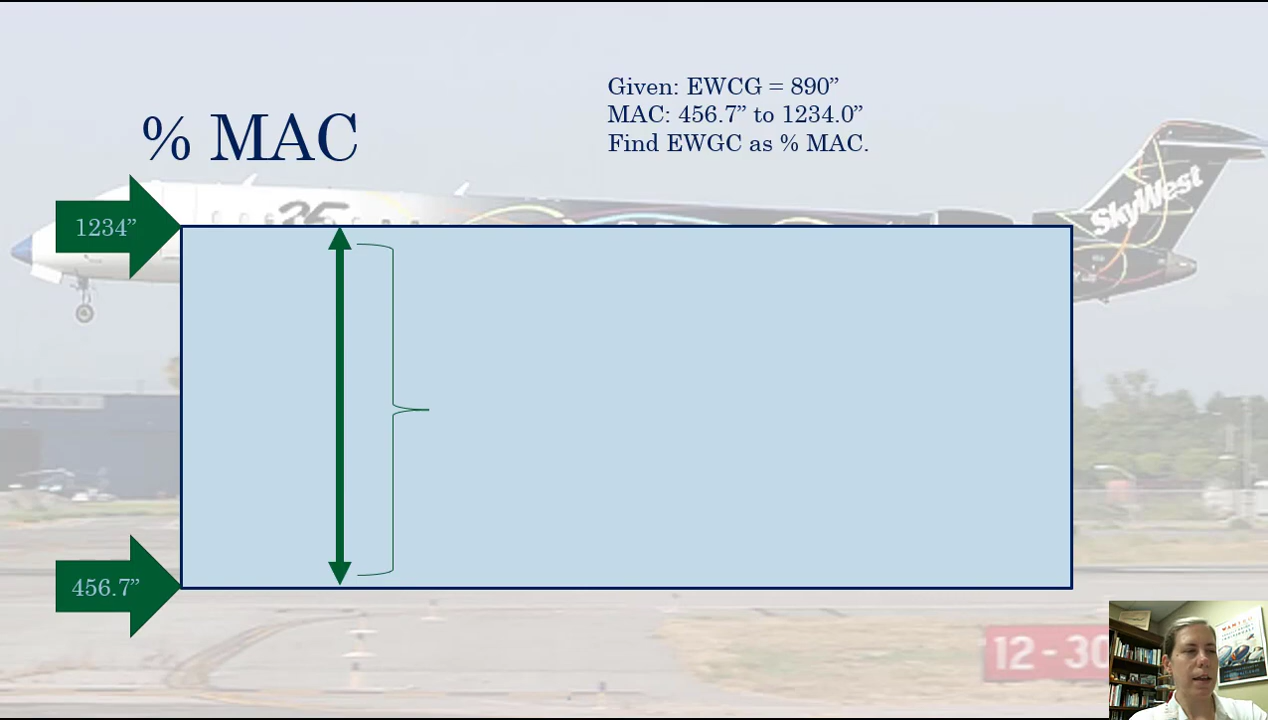 Given: EWCG = 890”
MAC: 456.7” to 1234.0”
Find EWGC as % MAC.
% MAC
1234”
25
SkyWest
456.7”
12-30